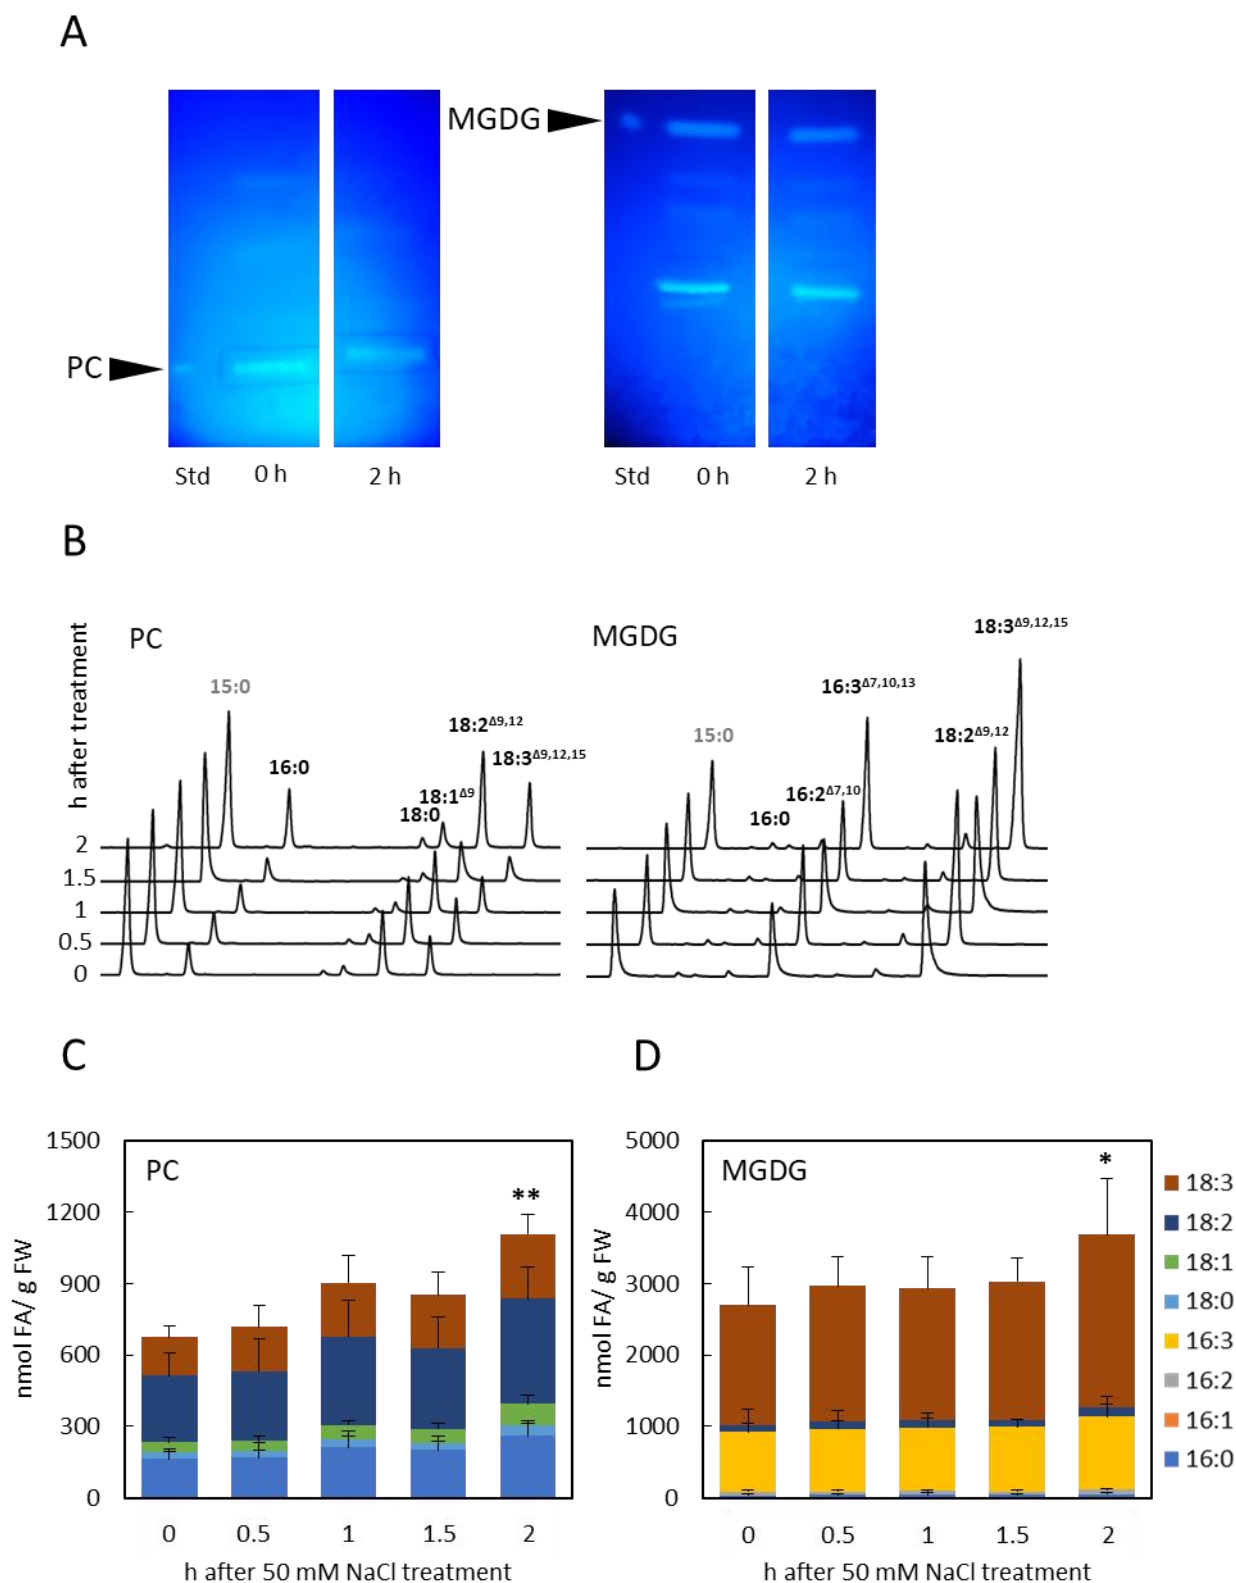 A
MGDG
PC
Std 0 h 2 h Std 0 h 2 h
B
h after treatment
PC
15:0
16:0
18:0
18:1Δ9
18:2Δ9,12
18:3Δ9,12,15
MGDG
15:0
16:0
16:2Δ7,10
16:3Δ7,10,13
18:2Δ9,12
18:3Δ9,12,15
2
1.5
1
0.5
0
C
nmol FA/ g FW
1500
1200
900
600
300
0
PC
**
0 0.5 1 1.5 2
h after 50 mM NaCl treatment
D
nmol FA/ g FW
5000
4000
3000
2000
1000
0
MGDG
*
0 0.5 1 1.5 2
h after 50 mM NaCl treatment
18:3
18:2
18:1
18:0
16:3
16:2
16:1
16:0